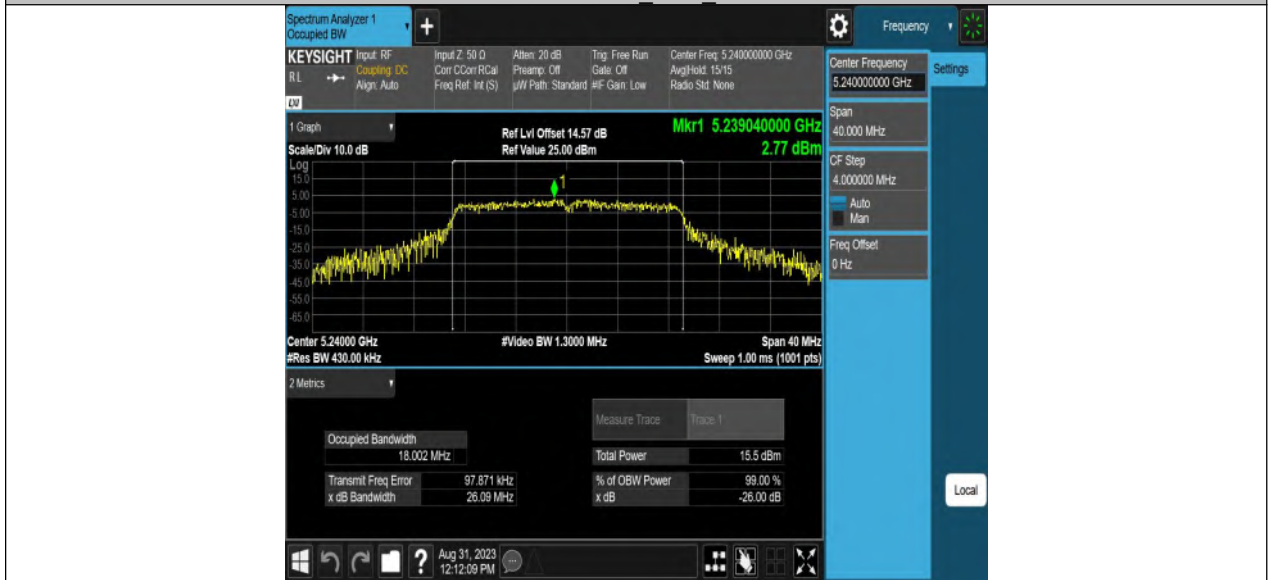 Spectrum Analyzer 1
Occupied BW
+
Frequency
KEYSIGHT
RL
LXI
Input: RF
Coupling: DC
Align: Auto
Input Z: 50 Ω
Corr CCorr RCal
Freq Ref: Int (S)
Atten: 20 dB
Preamp: Off
µW Path: Standard
Trig: Free Run
Gate: Off
#IF Gain: Low
Center Freq: 5.240000000 GHz
Avg|Hold: 15/15
Radio Std: None
Center Frequency
5.240000000 GHz
Settings
Span
40.000 MHz
CF Step
4.000000 MHz
Auto
Man
Freq Offset
0 Hz
Local
1 Graph
Scale/Div 10.0 dB
Ref Lvl Offset 14.57 dB
Ref Value 25.00 dBm
Mkr1 5.239040000 GHz
2.77 dBm
Log
15.0
5.00
-5.00
-15.0
-25.0
-35.0
-45.0
-55.0
-65.0
1
Center 5.24000 GHz
#Video BW 1.3000 MHz
Span 40 MHz
#Res BW 430.00 kHz
Sweep 1.00 ms (1001 pts)
2 Metrics
Measure Trace
Trace 1
Occupied Bandwidth
18.002 MHz
Total Power
15.5 dBm
Transmit Freq Error
97.871 kHz
% of OBW Power
99.00 %
x dB Bandwidth
26.09 MHz
x dB
-26.00 dB
?
Aug 31, 2023
12:12:09 PM